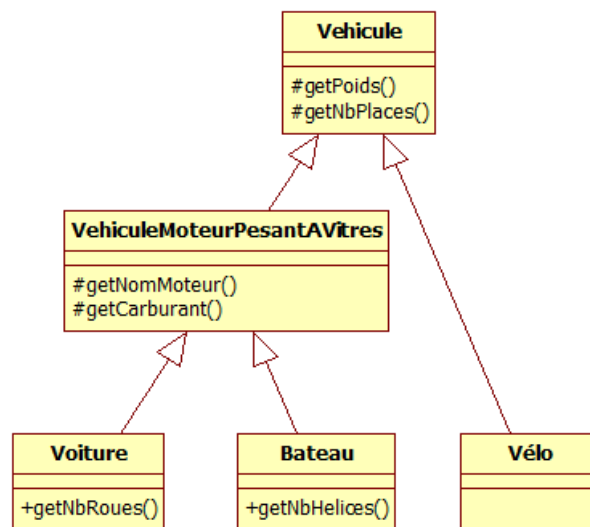 Vehicule
#getPoids()
#getNbPlaces()
VehiculeMoteurPesantAVitres
#getNomMoteur()
#getCarburant()
Voiture
+getNbRoues()
Bateau
+getNbHelices()
Vélo